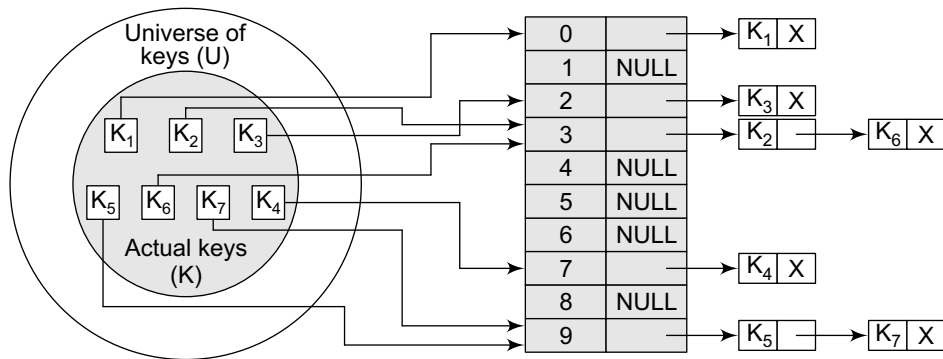 Universe of
keys (U)
K₁ K₂ K₃
K₅ K₆ K₇ K₄
Actual keys
(K)
0 K₁ X
1 NULL
2 K₃ X
3 K₂ K₆ X
4 NULL
5 NULL
6 NULL
7 K₄ X
8 NULL
9 K₅ K₇ X